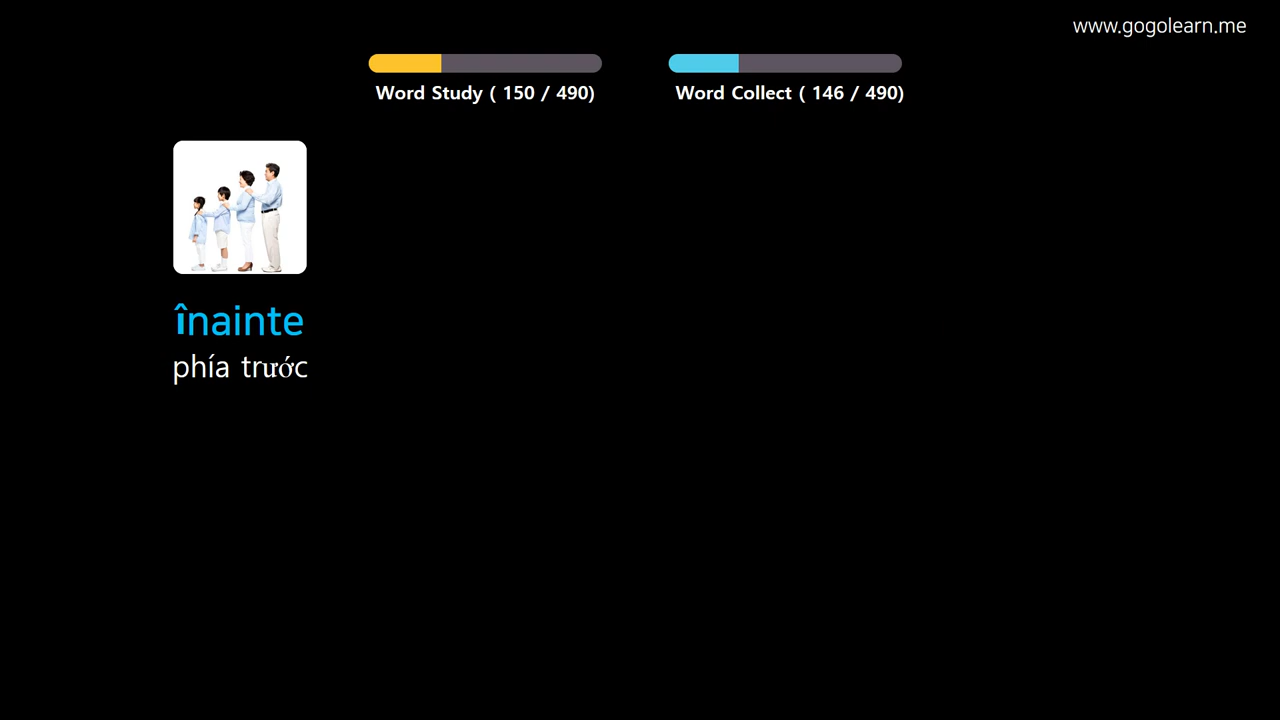 www.gogolearn.me
Word Study ( 150 / 490)
Word Collect ( 146 / 490)
înainte
phía trước